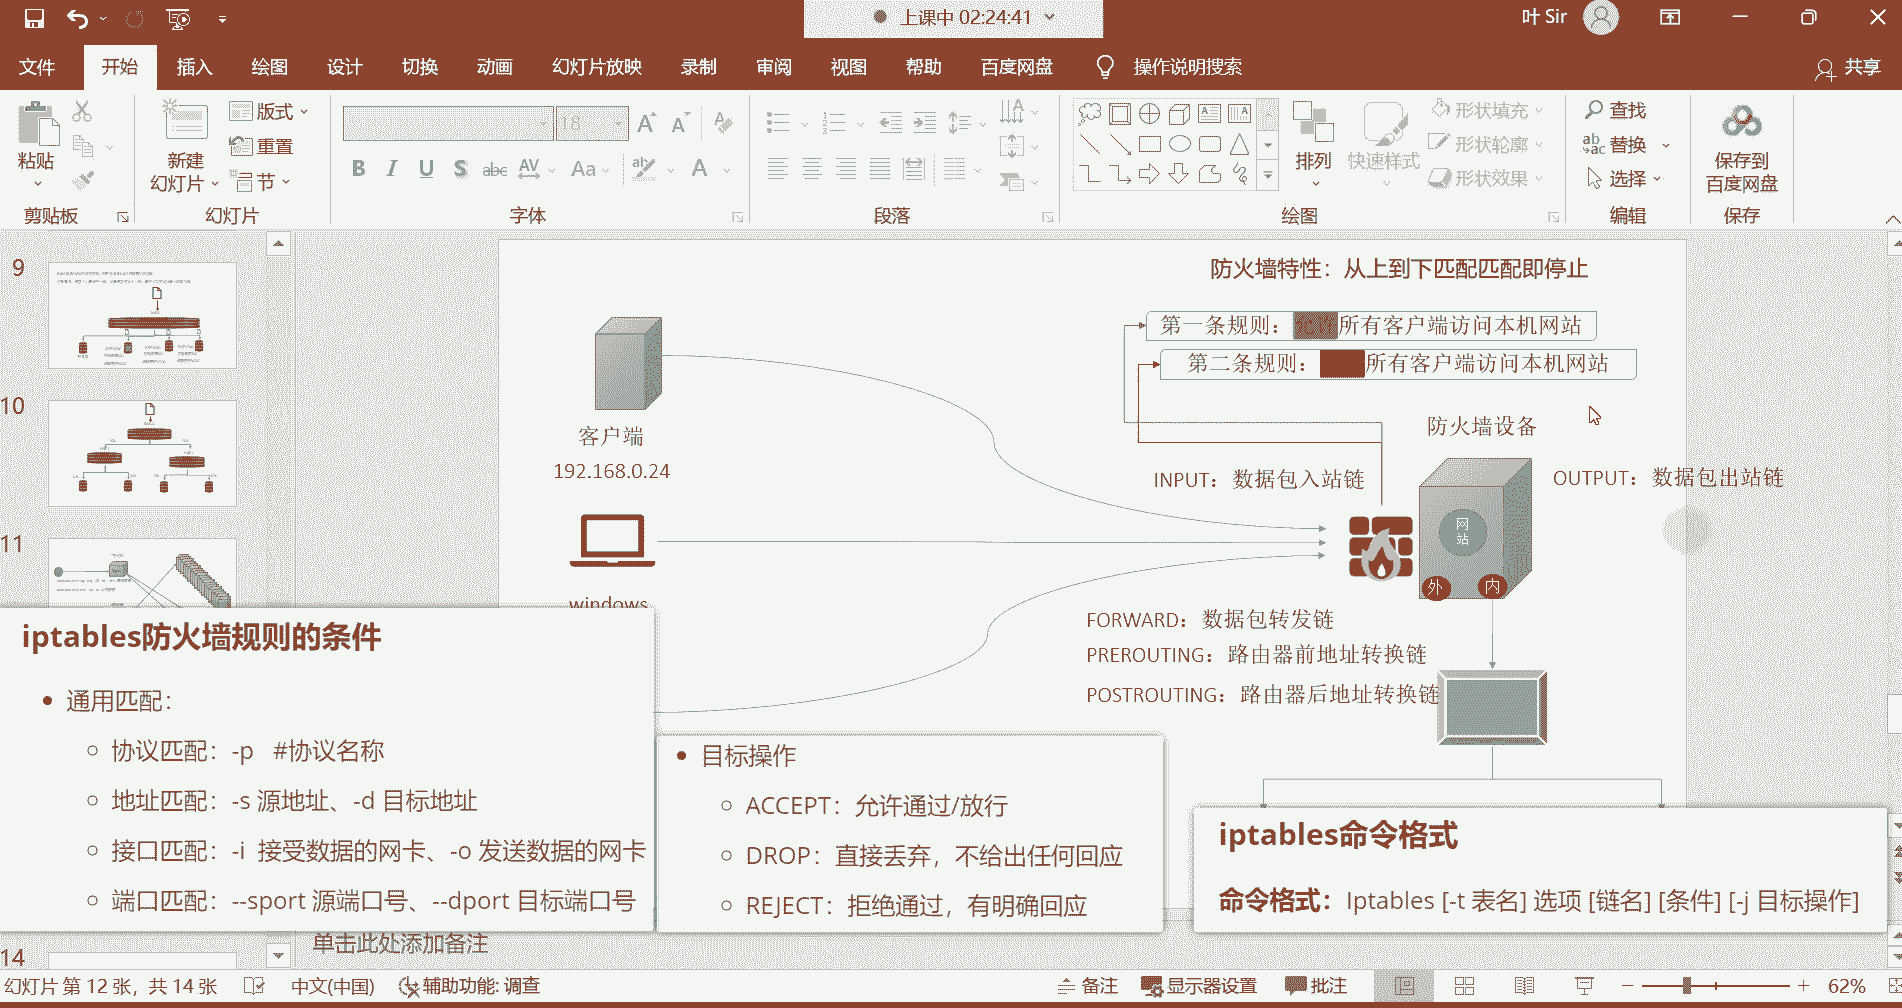 上课中 02:24:41
叶 Sir
文件 开始 插入 绘图 设计 切换 动画 幻灯片放映 录制 审阅 视图 帮助 百度网盘 操作说明搜索 共享
粘贴
剪贴板
新建
幻灯片
版式
重置
节
幻灯片
18
字体
段落
排列
快速样式
形状填充
形状轮廓
形状效果
绘图
查找
替换
选择
编辑
保存到
百度网盘
保存
9
10
11
14
防火墙特性：从上到下匹配匹配即停止
第一条规则：
所有客户端访问本机网站
第二条规则：
所有客户端访问本机网站
客户端
192.168.0.24
防火墙设备
INPUT：数据包入站链
OUTPUT：数据包出站链
网站
外
内
windows
FORWARD：数据包转发链
PREROUTING：路由器前地址转换链
POSTROUTING：路由器后地址转换链
iptables防火墙规则的条件
通用匹配：
协议匹配：-p #协议名称
地址匹配：-s 源地址、-d 目标地址
接口匹配：-i 接受数据的网卡、-o 发送数据的网卡
端口匹配：--sport 源端口号、--dport 目标端口号
目标操作
ACCEPT：允许通过/放行
DROP：直接丢弃，不给出任何回应
REJECT：拒绝通过，有明确回应
iptables命令格式
命令格式：Iptables [-t 表名] 选项 [链名] [条件] [-j 目标操作]
单击此处添加备注
幻灯片 第 12 张，共 14 张 中文(中国) 辅助功能: 调查 备注 显示器设置 批注 62%